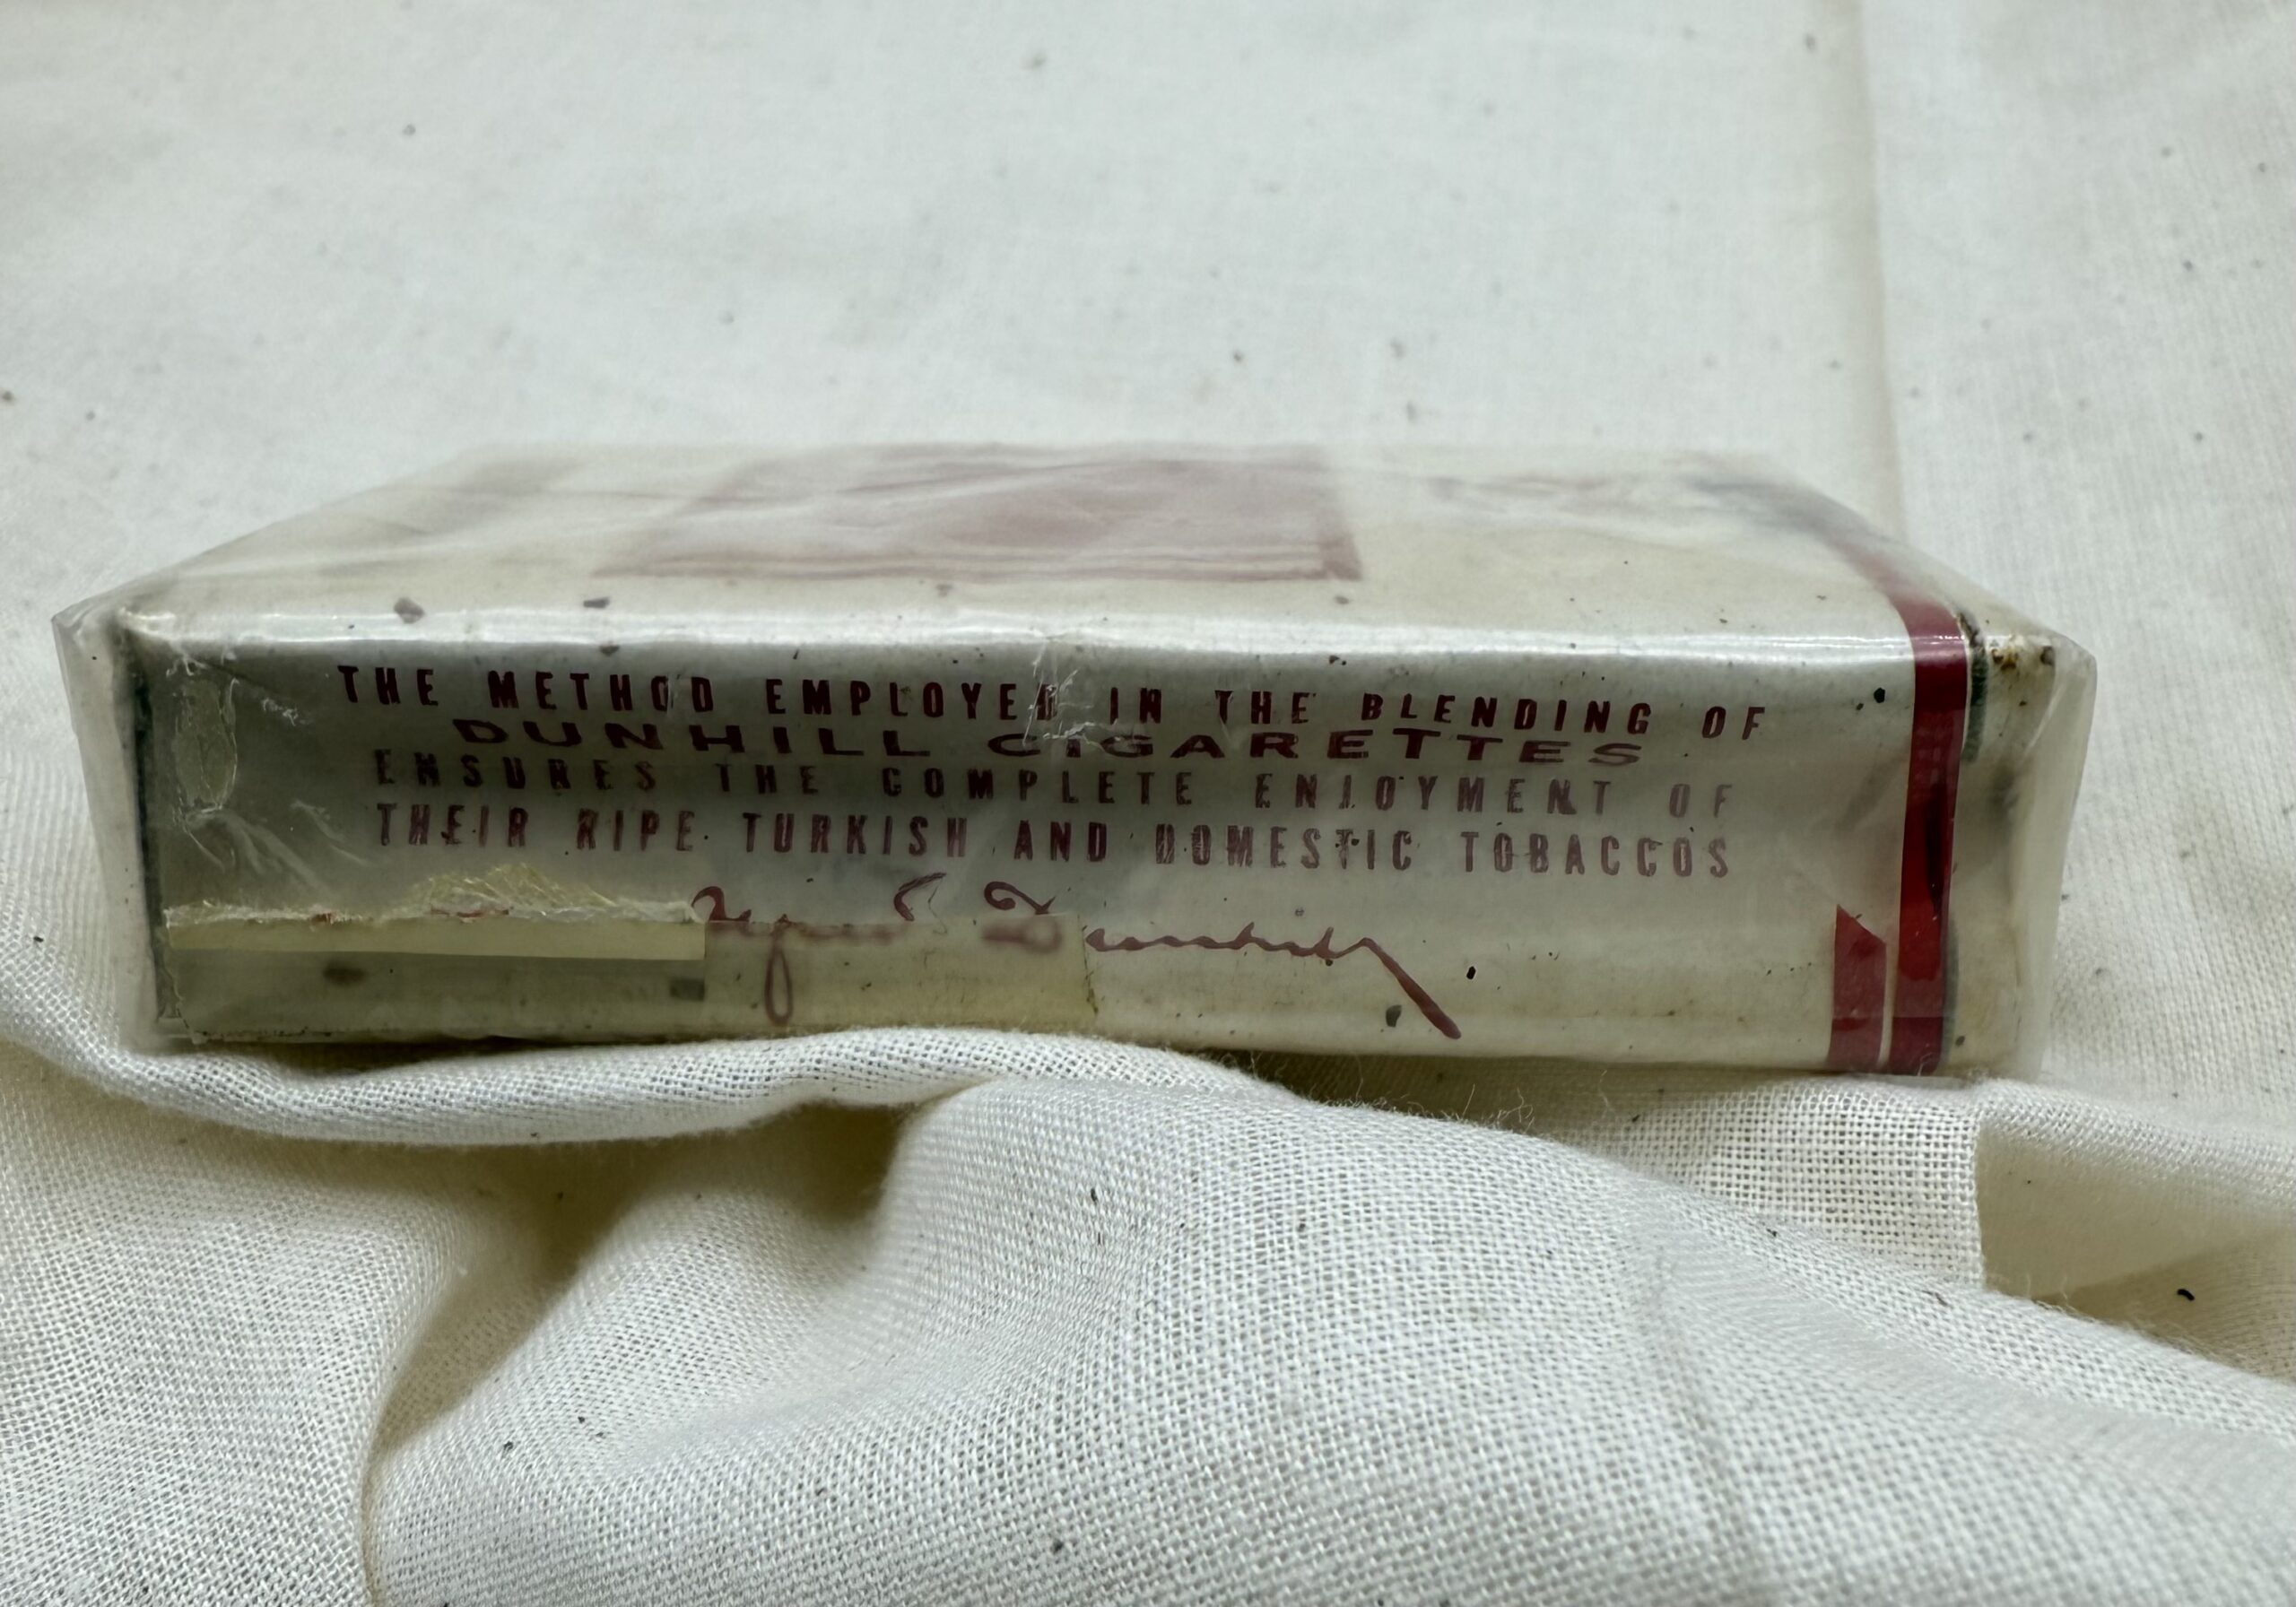 THE METHOD EMPLOYED IN THE BLENDING OF
DUNHILL CIGARETTES
ENSURES THE COMPLETE ENJOYMENT OF
THEIR RIPE TURKISH AND DOMESTIC TOBACCOS
Dunhill